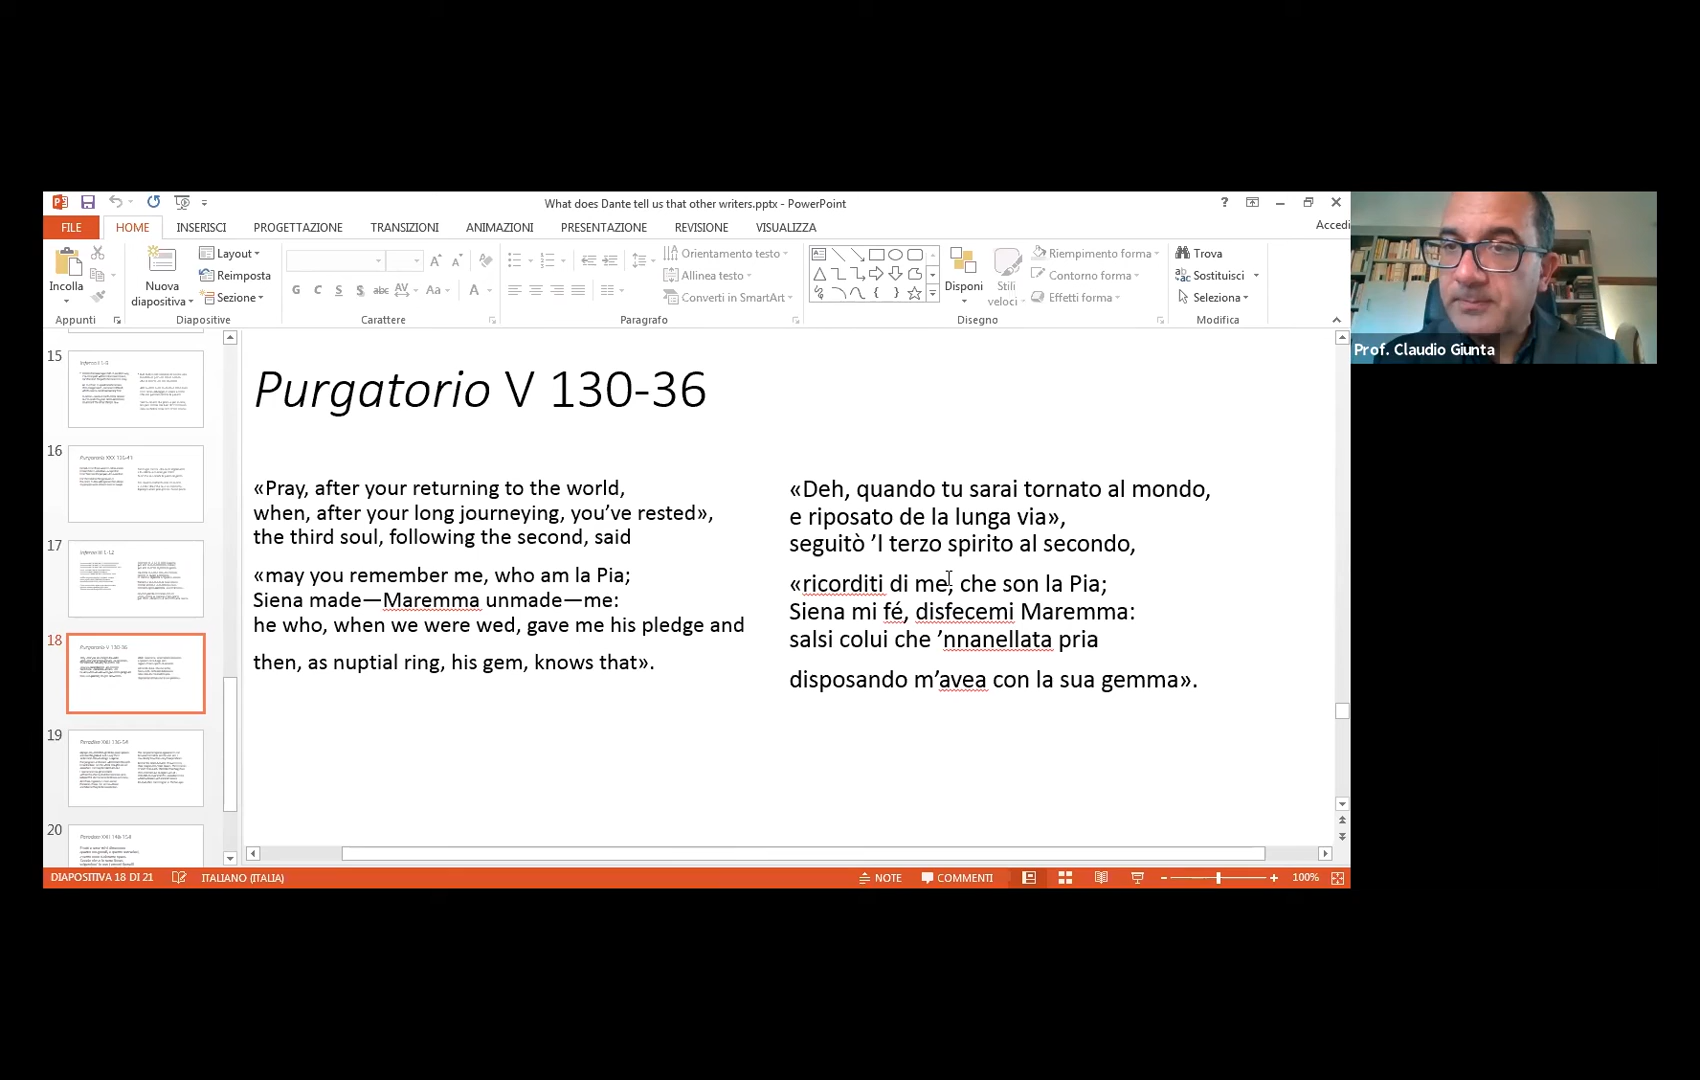 What does Dante tell us that other writers.pptx - PowerPoint
FILE HOME INSERISCI PROGETTAZIONE TRANSIZIONI ANIMAZIONI PRESENTAZIONE REVISIONE VISUALIZZA Accedi
Incolla
Appunti
Nuova
diapositiva
Layout
Reimposta
Sezione
Diapositive
G C S abc AV Aa A
Carattere
Orientamento testo
Allinea testo
Converti in SmartArt
Paragrafo
Disponi
Stili
veloci
Riempimento forma
Contorno forma
Effetti forma
Disegno
Trova
Sostituisci
Seleziona
Modifica
Prof. Claudio Giunta
15
16
17
18
Purgatorio V 130-36
19
20
Purgatorio V 130-36
«Pray, after your returning to the world,
when, after your long journeying, you’ve rested»,
the third soul, following the second, said
«may you remember me, who am la Pia;
Siena made—Maremma unmade—me:
he who, when we were wed, gave me his pledge and
then, as nuptial ring, his gem, knows that».
«Deh, quando tu sarai tornato al mondo,
e riposato de la lunga via»,
seguitò ’l terzo spirito al secondo,
«ricorditi di me, che son la Pia;
Siena mi fé, disfecemi Maremma:
salsi colui che ’nnanellata pria
disposando m’avea con la sua gemma».
DIAPOSITIVA 18 DI 21 ITALIANO (ITALIA) NOTE COMMENTI 100%